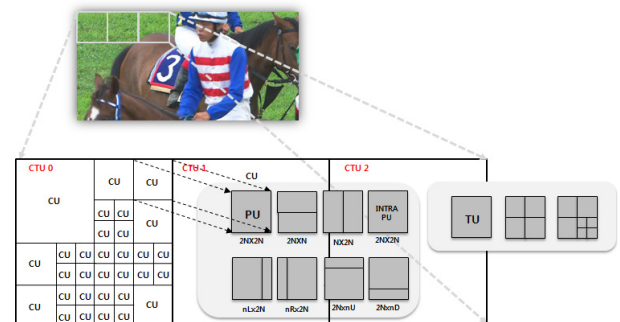 3
CTU 0
CTU 1
CTU 2
CU
CU CU
CU
CU CU
CU CU
CU
CU
CU CU CU CU CU CU
CU CU CU CU CU CU
CU
CU CU CU CU
CU CU CU CU
CU
CU
PU
INTRA
PU
2NX2N 2NXN NX2N 2NX2N
nLx2N nRx2N 2NxnU 2NxnD
TU